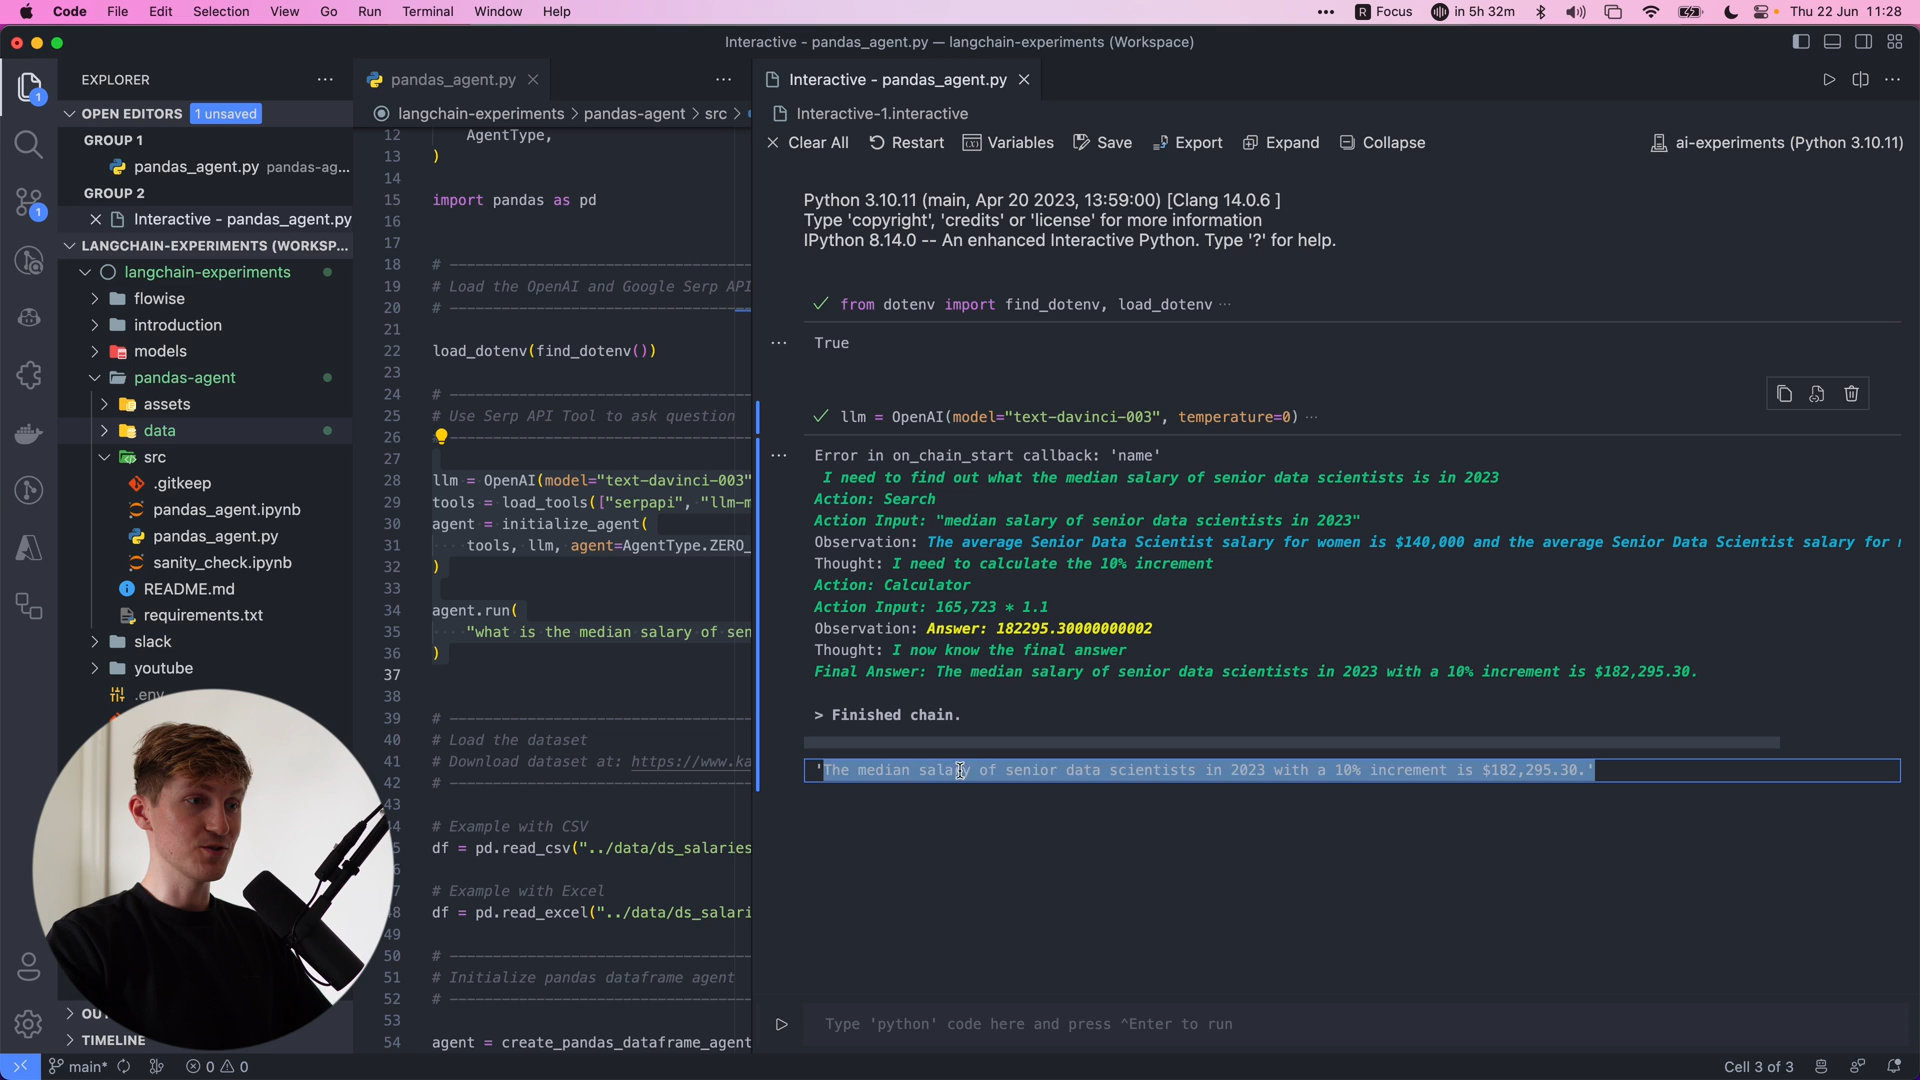 Code File Edit Selection View Go Run Terminal Window Help
Focus in 5h 32m Thu 22 Jun 11:28
Interactive - pandas_agent.py — langchain-experiments (Workspace)
EXPLORER
OPEN EDITORS 1 unsaved
GROUP 1
pandas_agent.py pandas-ag...
GROUP 2
Interactive - pandas_agent.py
LANGCHAIN-EXPERIMENTS (WORKSP...
langchain-experiments
flowise
introduction
models
pandas-agent
assets
data
src
.gitkeep
pandas_agent.ipynb
pandas_agent.py
sanity_check.ipynb
README.md
requirements.txt
slack
youtube
.env
TIMELINE
pandas_agent.py
langchain-experiments > pandas-agent > src >
12 AgentType,
13 )
14
15 import pandas as pd
16
17
18 # ————
19 # Load the OpenAI and Google Serp API
20 # ————
21
22 load_dotenv(find_dotenv())
23
24 # ————
25 # Use Serp API Tool to ask question
26 ————
27
28 llm = OpenAI(model="text-davinci-003"
29 tools = load_tools(["serpapi", "llm-m
30 agent = initialize_agent(
31 tools, llm, agent=AgentType.ZERO_
32 )
33
34 agent.run(
35 "what is the median salary of sen
36 )
37
38
39 # ————
40 # Load the dataset
41 # Download dataset at: https://www.ka
42 # ————
43
44 # Example with CSV
45 df = pd.read_csv("../data/ds_salaries
46
47 # Example with Excel
48 df = pd.read_excel("../data/ds_salari
49
50 # ————
51 # Initialize pandas dataframe agent
52 # ————
53
54 agent = create_pandas_dataframe_agent
Interactive - pandas_agent.py
Interactive-1.interactive
Clear All Restart Variables Save Export Expand Collapse ai-experiments (Python 3.10.11)
Python 3.10.11 (main, Apr 20 2023, 13:59:00) [Clang 14.0.6 ]
Type 'copyright', 'credits' or 'license' for more information
IPython 8.14.0 -- An enhanced Interactive Python. Type '?' for help.
from dotenv import find_dotenv, load_dotenv ...
True
llm = OpenAI(model="text-davinci-003", temperature=0) ...
Error in on_chain_start callback: 'name'
I need to find out what the median salary of senior data scientists is in 2023
Action: Search
Action Input: "median salary of senior data scientists in 2023"
Observation: The average Senior Data Scientist salary for women is $140,000 and the average Senior Data Scientist salary for
Thought: I need to calculate the 10% increment
Action: Calculator
Action Input: 165,723 * 1.1
Observation: Answer: 182295.30000000002
Thought: I now know the final answer
Final Answer: The median salary of senior data scientists in 2023 with a 10% increment is $182,295.30.
> Finished chain.
'The median salary of senior data scientists in 2023 with a 10% increment is $182,295.30.'
Type 'python' code here and press ^Enter to run
main* 0 0 Cell 3 of 3